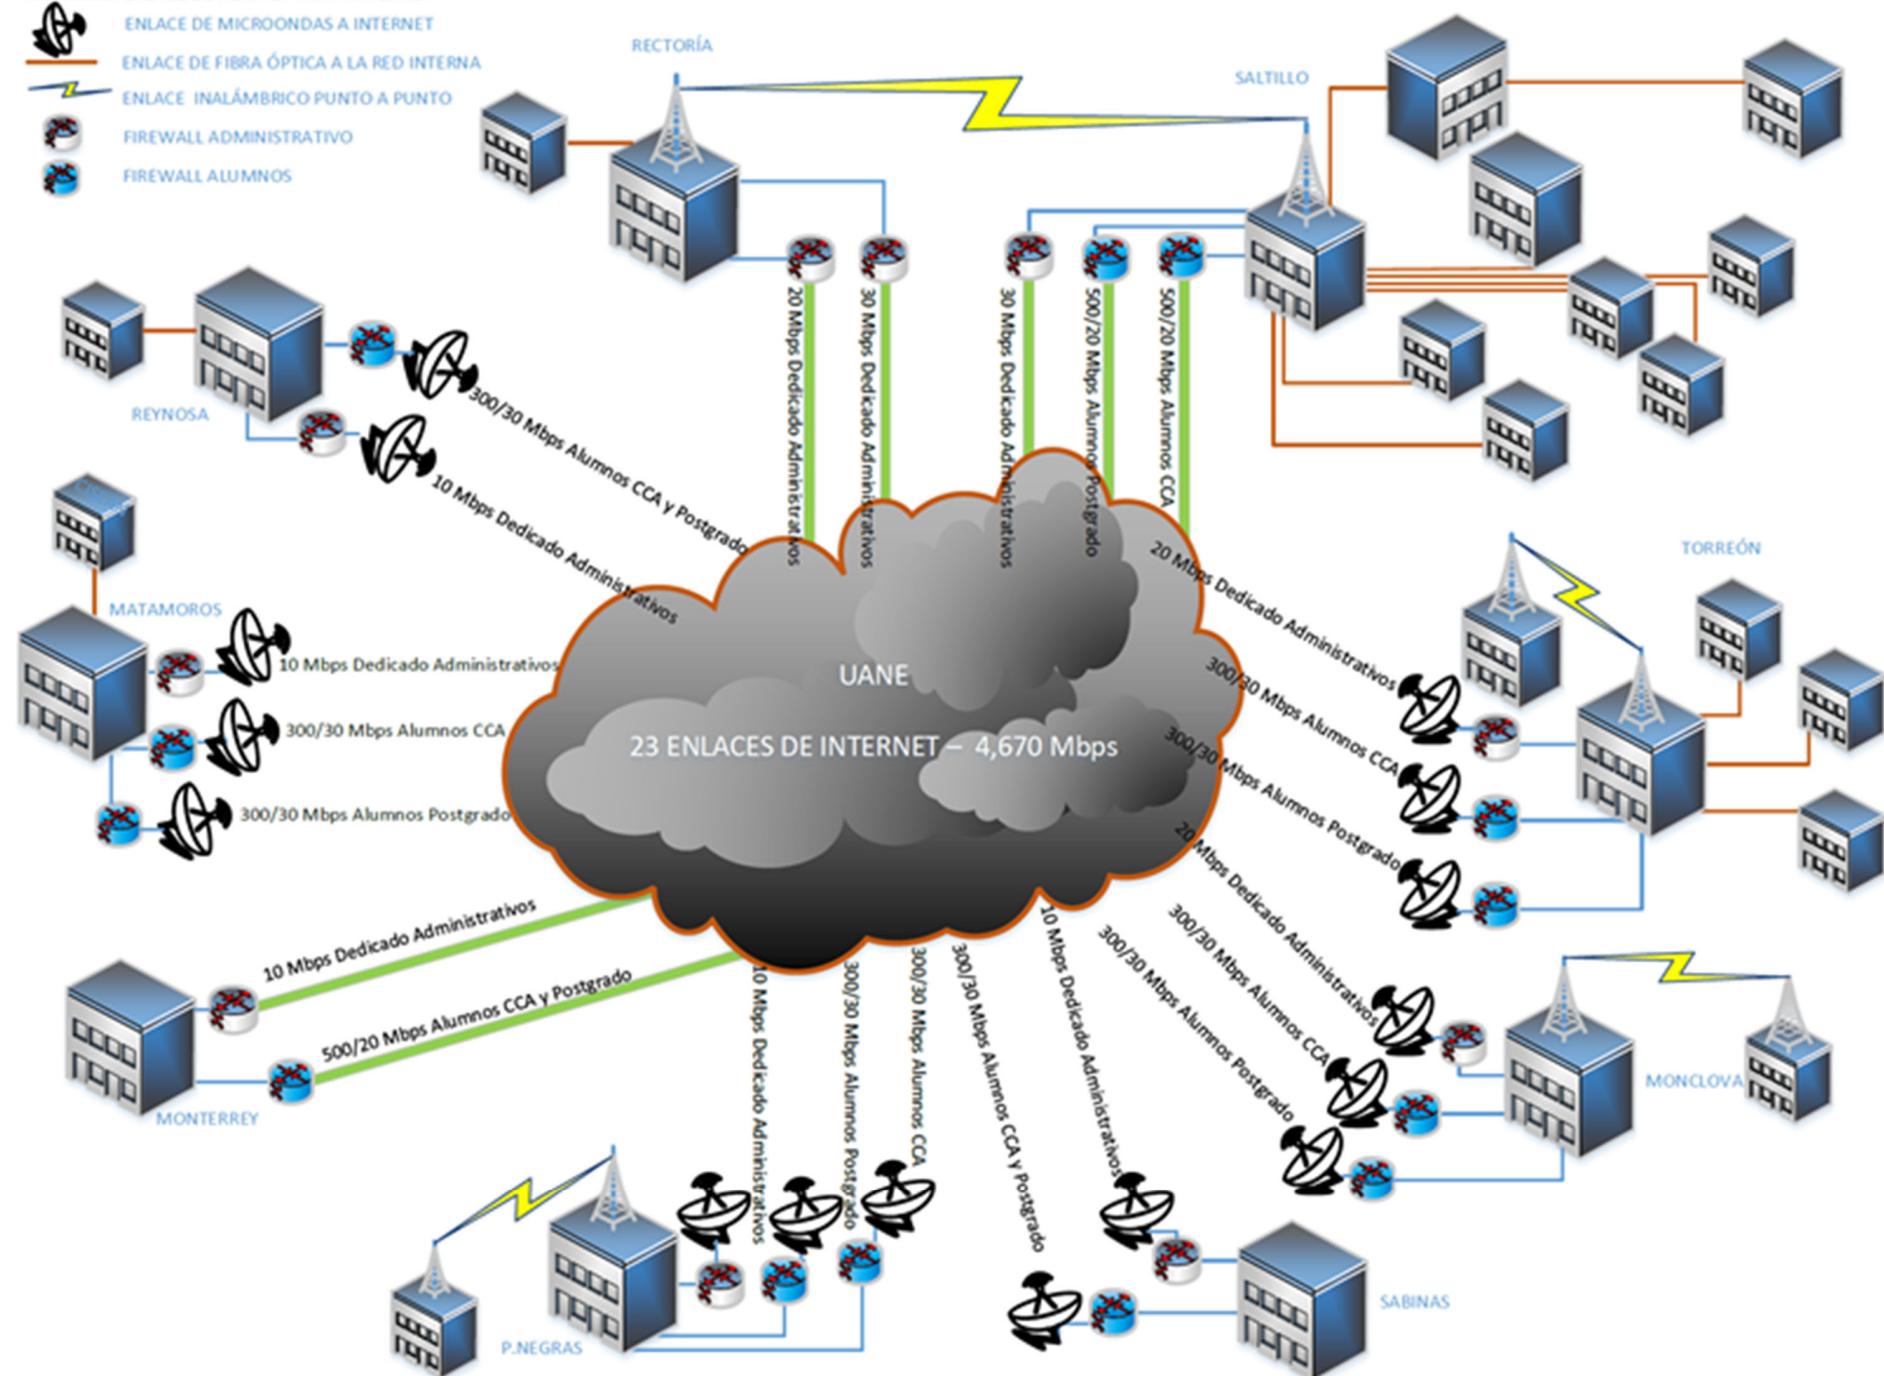 ENLACE DE MICROONDAS A INTERNET
ENLACE DE FIBRA ÓPTICA A LA RED INTERNA
ENLACE INALÁMBRICO PUNTO A PUNTO
FIREWALL ADMINISTRATIVO
FIREWALL ALUMNOS
RECTORÍA
SALTILLO
20 Mbps Dedicado Administrativos
30 Mbps Dedicado Administrativos
30 Mbps Dedicado Administrativos
500/20 Mbps Alumnos Postgrado
500/20 Mbps Alumnos CCA
REYNOSA
300/30 Mbps Alumnos CCA y Postgrado
10 Mbps Dedicado Administrativos
MATAMOROS
10 Mbps Dedicado Administrativos
300/30 Mbps Alumnos CCA
300/30 Mbps Alumnos Postgrado
UANE
23 ENLACES DE INTERNET – 4,670 Mbps
TORREÓN
20 Mbps Dedicado Administrativos
300/30 Mbps Alumnos CCA
300/30 Mbps Alumnos Postgrado
20 Mbps Dedicado Administrativos
300/30 Mbps Alumnos CCA
300/30 Mbps Alumnos Postgrado
MONCLOVA
10 Mbps Dedicado Administrativos
500/20 Mbps Alumnos CCA y Postgrado
MONTERREY
10 Mbps Dedicado Administrativos
300/30 Mbps Alumnos Postgrado
300/30 Mbps Alumnos CCA
P.NEGRAS
300/30 Mbps Alumnos CCA y Postgrado
10 Mbps Dedicado Administrativos
SABINAS